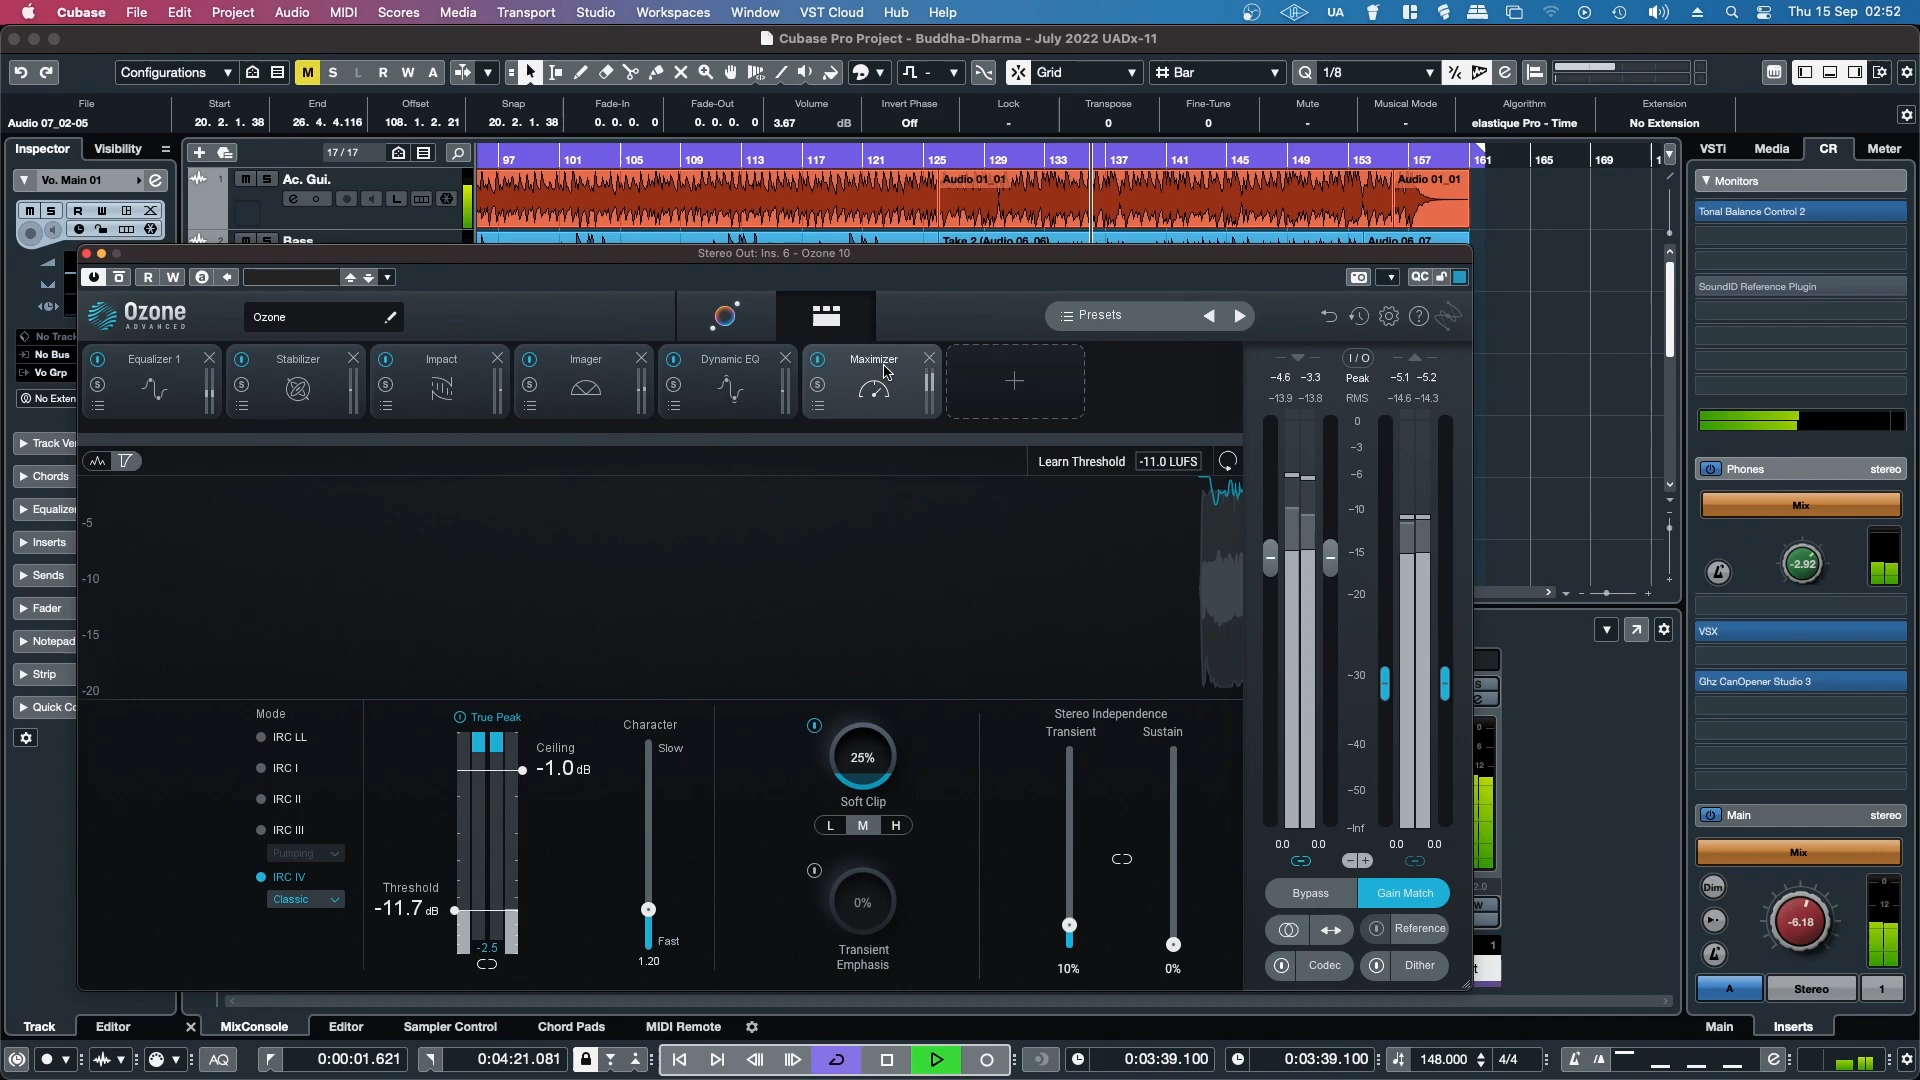 Cubase File Edit Project Audio MIDI Scores Media Transport Studio Workspaces Window VST Cloud Hub Help UA Thu 15 Sep 02:52
Cubase Pro Project - Buddha-Dharma - July 2022 UADx-11
Configurations M S L R W A Grid Bar Q 1/8
File Start End Offset Snap Fade-In Fade-Out Volume Invert Phase Lock Transpose Fine-Tune Mute Musical Mode Algorithm Extension
Audio 07_02-05 20. 2. 1. 38 26. 4. 4.116 108. 1. 2. 21 20. 2. 1. 38 0. 0. 0. 0 0. 0. 0. 0 3.67 dB Off - 0 0 - - elastique Pro - Time No Extension
Inspector Visibility 17 / 17 97 101 105 109 113 117 121 125 129 133 137 141 145 149 153 157 161 165 169 VSTi Media CR Meter
Vo. Main 01 1 m S Ac. Gui. Audio 01_01 Audio 01_01 Monitors
m S R W L
2 m S Bass Take 2 (Audio 06_06) Audio 06_07 Tonal Balance Control 2
Stereo Out: Ins. 6 - Ozone 10
R W a QC
SoundID Reference Plugin
Ozone
ADVANCED
Ozone
Presets
No Track
No Bus
Vo Grp
No Exten
Equalizer 1 Stabilizer Impact Imager Dynamic EQ Maximizer
S S S S S S
I / O
-4.6 -3.3 Peak -5.1 -5.2
-13.9 -13.8 RMS -14.6 -14.3
Track Ve
Chords
Equalize
Inserts
Sends
Fader
Notepad
Strip
Quick Co
Learn Threshold -11.0 LUFS
-5
-10
-15
-20
0
-3
-6
-10
-15
-20
-30
-40
-50
-Inf
0.0 0.0 0.0 0.0
Mode
IRC LL
IRC I
IRC II
IRC III
Pumping
IRC IV
Classic
True Peak
Ceiling
-1.0 dB
Threshold
-11.7 dB
-2.5
Character
Slow
Fast
1.20
25%
Soft Clip
L M H
0%
Transient
Emphasis
Stereo Independence
Transient Sustain
10% 0%
Bypass Gain Match
Reference
Codec Dither
Phones stereo
Mix
-2.92
VSX
Ghz CanOpener Studio 3
Main stereo
Mix
Dim
0
12
-6.18
A Stereo 1
Track Editor MixConsole Editor Sampler Control Chord Pads MIDI Remote Main Inserts
AQ 0:00:01.621 0:04:21.081 0:03:39.100 0:03:39.100 148.000 4/4